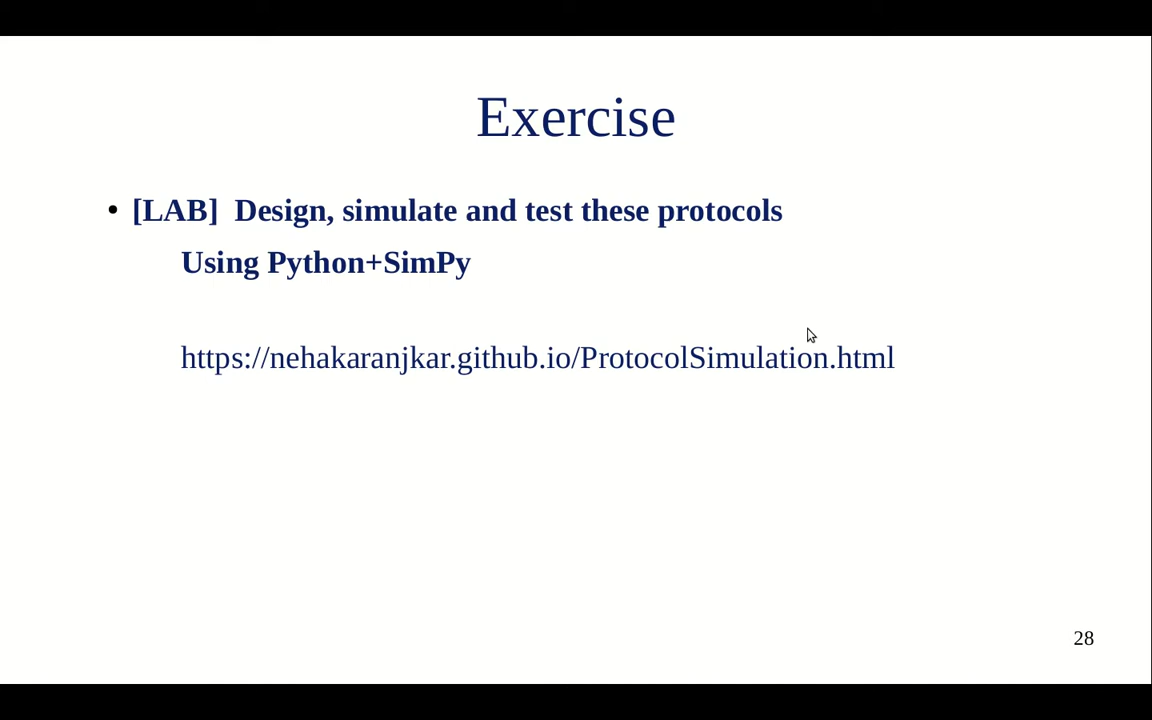 Exercise
• [LAB] Design, simulate and test these protocols
Using Python+SimPy
https://nehakaranjkar.github.io/ProtocolSimulation.html
28